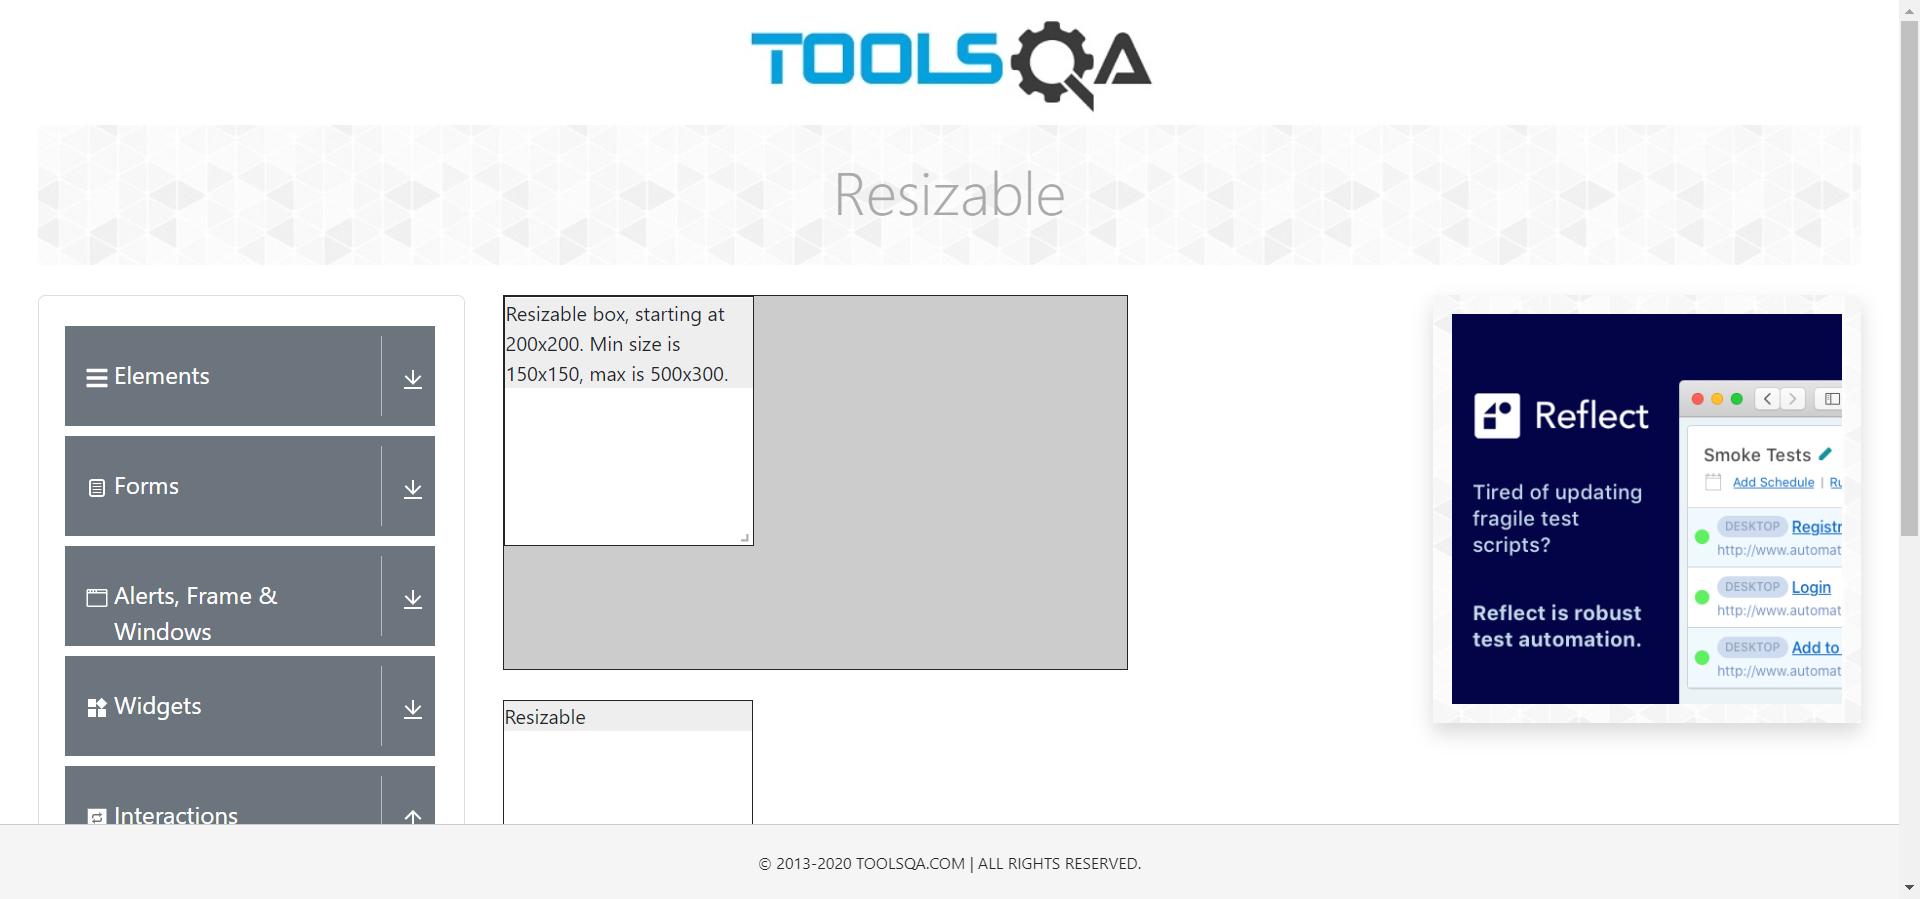 TOOLSQA
Resizable
Elements
Forms
Alerts, Frame &
Windows
Widgets
Interactions
Resizable box, starting at
200x200. Min size is
150x150, max is 500x300.
Resizable
Reflect
Tired of updating
fragile test
scripts?
Reflect is robust
test automation.
Smoke Tests
Add Schedule | Ru
DESKTOP Registr
http://www.automat
DESKTOP Login
http://www.automat
DESKTOP Add to
http://www.automat
© 2013-2020 TOOLSQA.COM | ALL RIGHTS RESERVED.